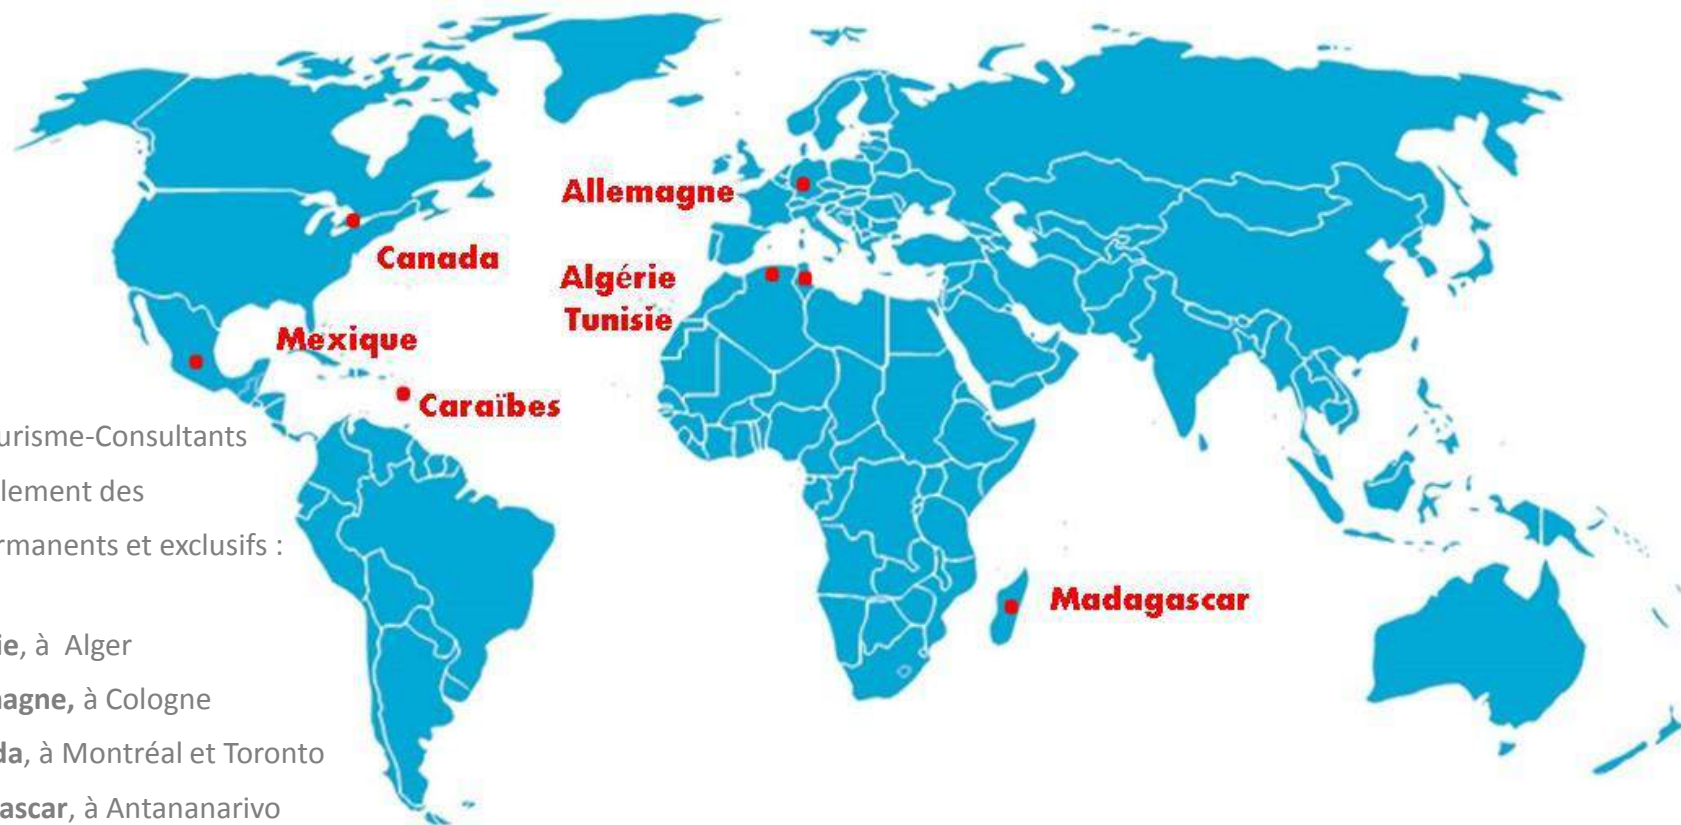 Allemagne
Canada
Algérie
Tunisie
Mexique
Caraïbes
urisme-Consultants
lement des
rmanents et exclusifs :
Madagascar
ie, à Alger
agne, à Cologne
da, à Montréal et Toronto
ascar, à Antananarivo